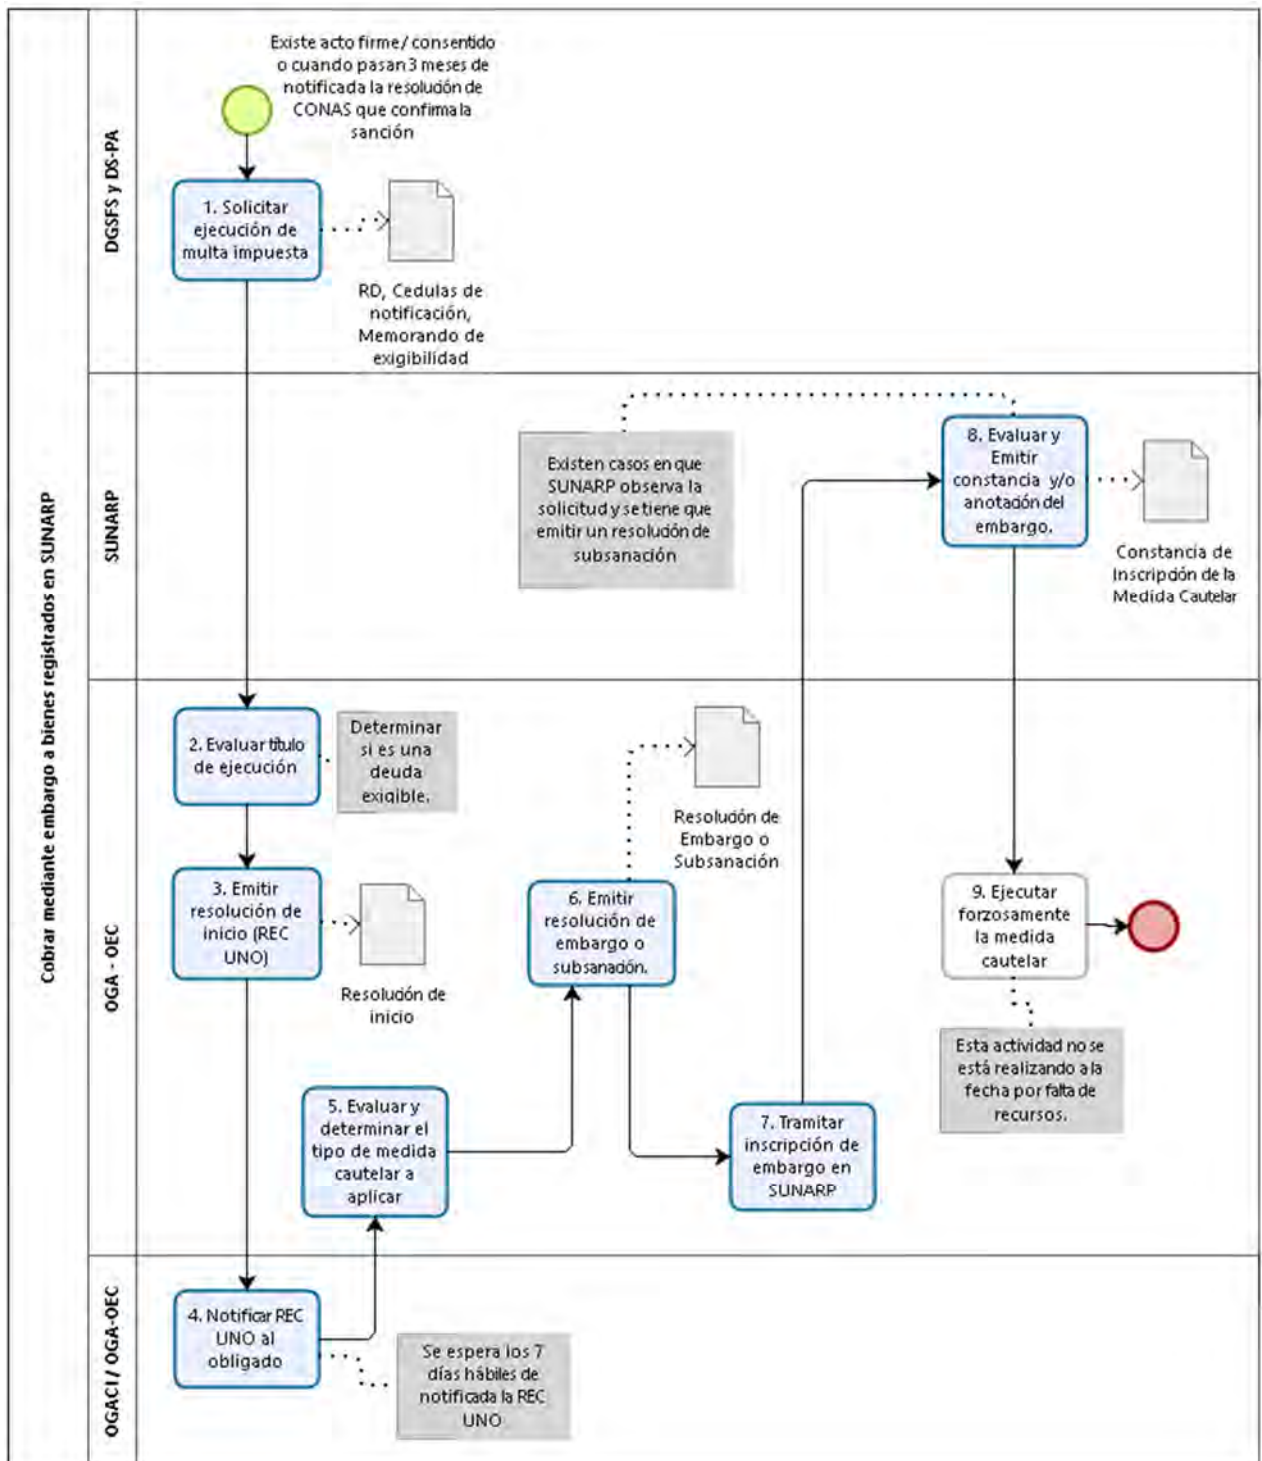 Cobrar mediante embargo a bienes registrados en SUNARP
DGSFS y DS-PA
Existe acto firme/ consentido
o cuando pasan 3 meses de
notificada la resolución de
CONAS que confirma la
sanción
1. Solicitar
ejecución de
multa impuesta
RD, Cedulas de
notificación,
Memorando de
exigibilidad
SUNARP
Existen casos en que
SUNARP observa la
solicitud y se tiene que
emitir un resolución de
subsanación
8. Evaluar y
Emitir
constancia y/o
anotación del
embargo.
Constancia de
Inscripción de la
Medida Cautelar
OGA - OEC
2. Evaluar título
de ejecución
Determinar
si es una
deuda
exigible.
3. Emitir
resolución de
inicio (REC
UNO)
Resolución de
inicio
5. Evaluar y
determinar el
tipo de medida
cautelar a
aplicar
6. Emitir
resolución de
embargo o
subsanación.
Resolución de
Embargo o
Subsanación
7. Tramitar
inscripción de
embargo en
SUNARP
9. Ejecutar
forzosamente
la medida
cautelar
Esta actividad no se
está realizando a la
fecha por falta de
recursos.
OGACI / OGA-OEC
4. Notificar REC
UNO al
obligado
Se espera los 7
días hábiles de
notificada la REC
UNO